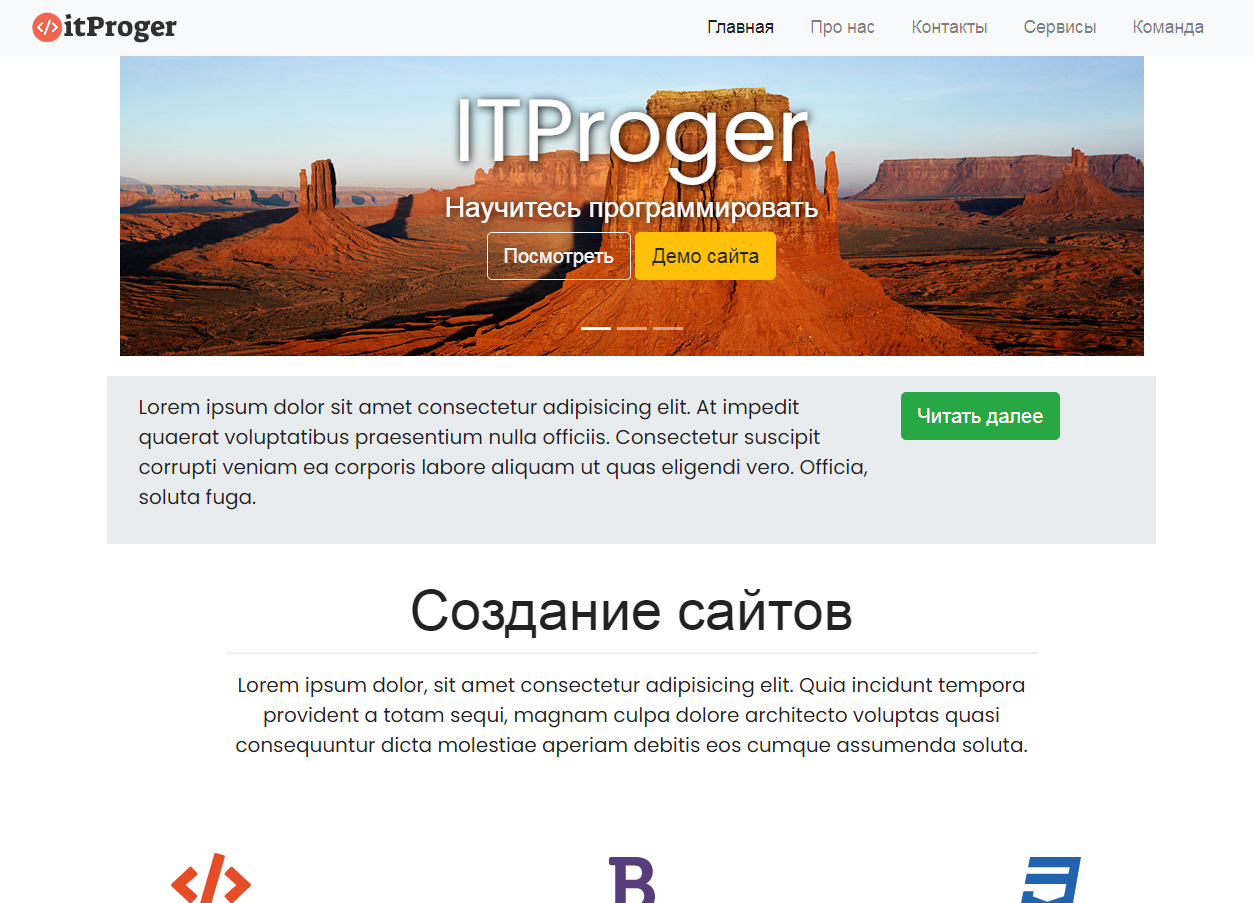 itProger
Главная Про нас Контакты Сервисы Команда
ITProger
Научитесь программировать
Посмотреть Демо сайта
Lorem ipsum dolor sit amet consectetur adipisicing elit. At impedit
quaerat voluptatibus praesentium nulla officiis. Consectetur suscipit
corrupti veniam ea corporis labore aliquam ut quas eligendi vero. Officia,
soluta fuga.
Читать далее
Создание сайтов
Lorem ipsum dolor, sit amet consectetur adipisicing elit. Quia incidunt tempora
provident a totam sequi, magnam culpa dolore architecto voluptas quasi
consequuntur dicta molestiae aperiam debitis eos cumque assumenda soluta.